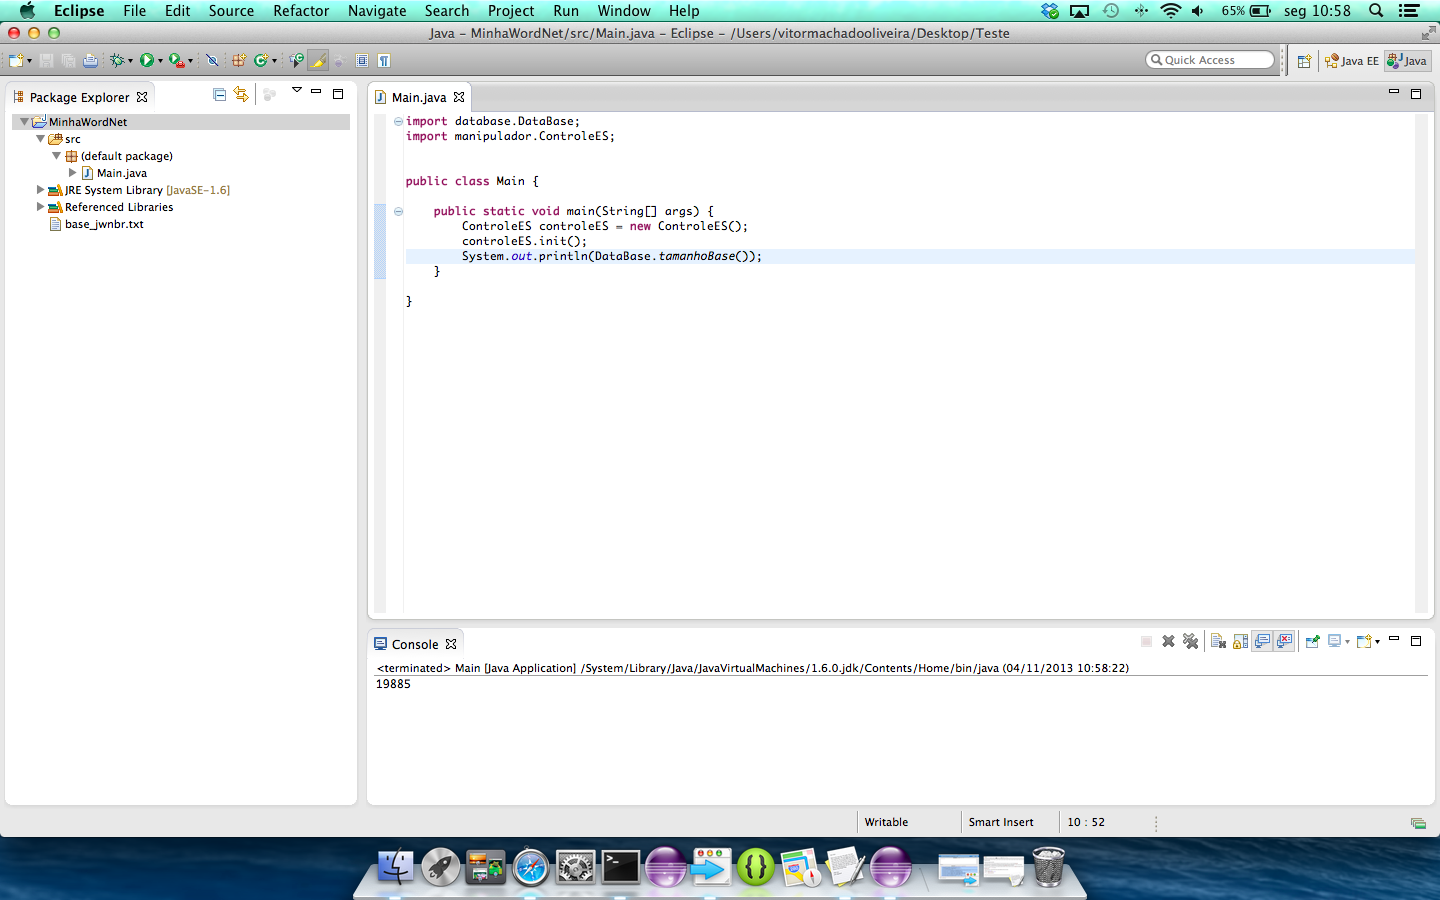 Eclipse File Edit Source Refactor Navigate Search Project Run Window Help 65% seg 10:58
Java – MinhaWordNet/src/Main.java – Eclipse – /Users/vitormachadooliveira/Desktop/Teste
Quick Access Java EE Java
Package Explorer
MinhaWordNet
src
(default package)
Main.java
JRE System Library [JavaSE-1.6]
Referenced Libraries
base_jwnbr.txt
Main.java
import database.DataBase;
import manipulador.ControleES;
public class Main {
public static void main(String[] args) {
ControleES controleES = new ControleES();
controleES.init();
System.out.println(DataBase.tamanhoBase());
}
}
Console
<terminated> Main [Java Application] /System/Library/Java/JavaVirtualMachines/1.6.0.jdk/Contents/Home/bin/java (04/11/2013 10:58:22)
19885
Writable Smart Insert 10 : 52